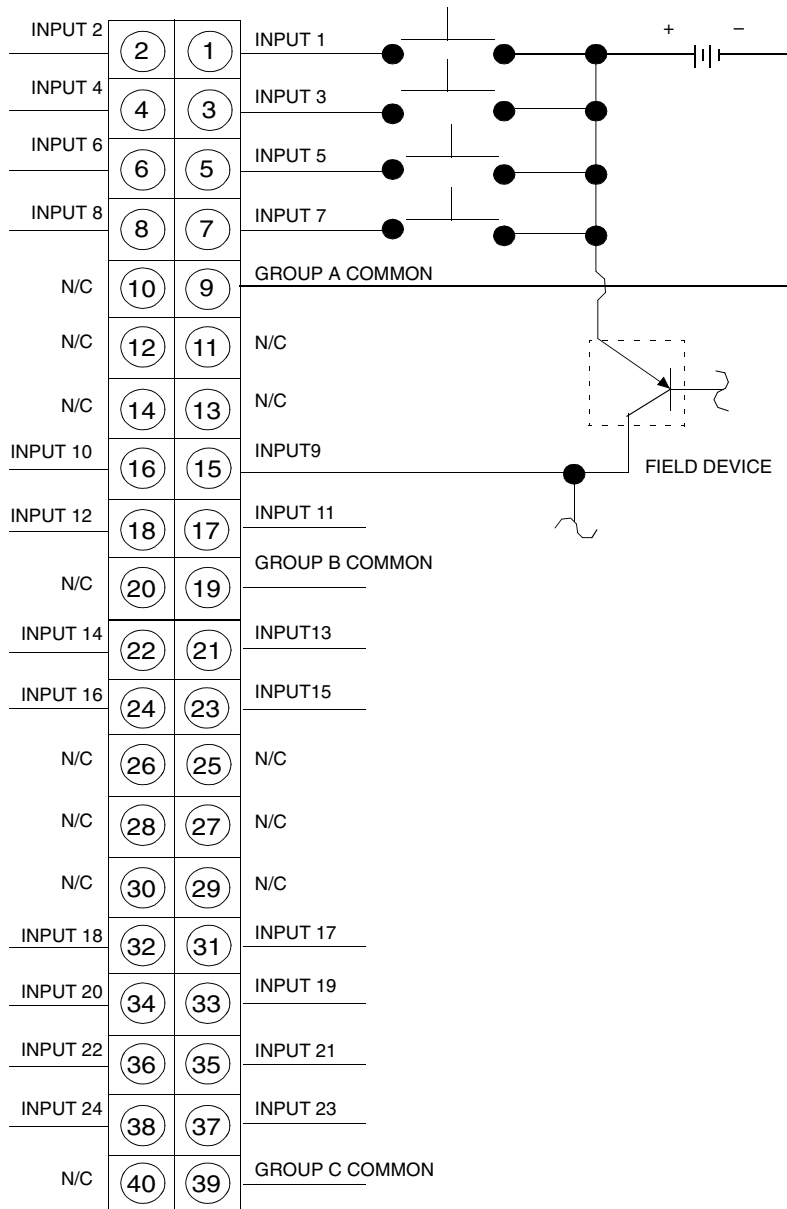 INPUT 2 2 1 INPUT 1 + –
INPUT 4 4 3 INPUT 3
INPUT 6 6 5 INPUT 5
INPUT 8 8 7 INPUT 7
N/C 10 9 GROUP A COMMON
N/C 12 11 N/C
N/C 14 13 N/C
INPUT 10 16 15 INPUT9
FIELD DEVICE
INPUT 12 18 17 INPUT 11
N/C 20 19 GROUP B COMMON
INPUT 14 22 21 INPUT13
INPUT 16 24 23 INPUT15
N/C 26 25 N/C
N/C 28 27 N/C
N/C 30 29 N/C
INPUT 18 32 31 INPUT 17
INPUT 20 34 33 INPUT 19
INPUT 22 36 35 INPUT 21
INPUT 24 38 37 INPUT 23
N/C 40 39 GROUP C COMMON